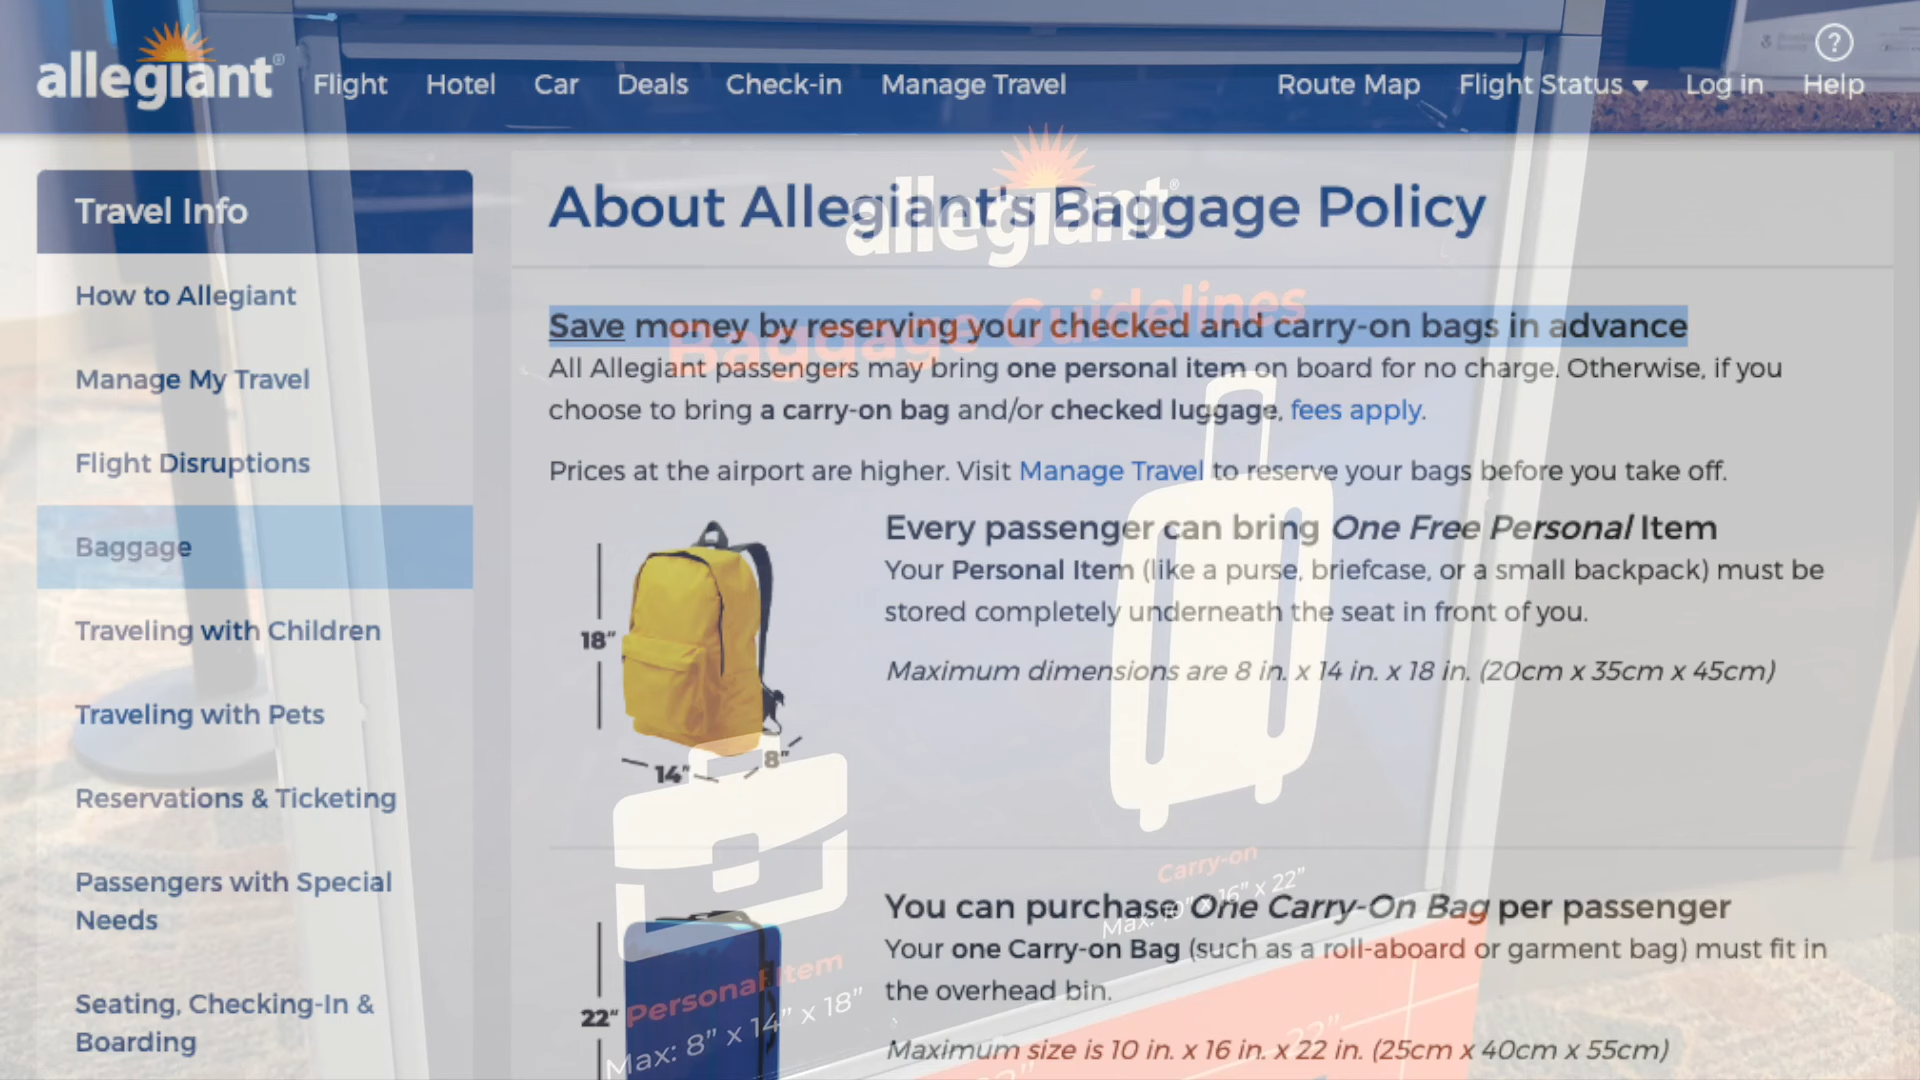 allegiant®
Flight Hotel Car Deals Check-in Manage Travel Route Map Flight Status Log in Help
?
Travel Info
How to Allegiant
Manage My Travel
Flight Disruptions
Baggage
Traveling with Children
Traveling with Pets
Reservations & Ticketing
Passengers with Special
Needs
Seating, Checking-In &
Boarding
About Allegiant's Baggage Policy
Save money by reserving your checked and carry-on bags in advance
All Allegiant passengers may bring one personal item on board for no charge. Otherwise, if you
choose to bring a carry-on bag and/or checked luggage, fees apply.
Prices at the airport are higher. Visit Manage Travel to reserve your bags before you take off.
18"
14"
8"
Every passenger can bring One Free Personal Item
Your Personal Item (like a purse, briefcase, or a small backpack) must be
stored completely underneath the seat in front of you.
Maximum dimensions are 8 in. x 14 in. x 18 in. (20cm x 35cm x 45cm)
22"
You can purchase One Carry-On Bag per passenger
Your one Carry-on Bag (such as a roll-aboard or garment bag) must fit in
the overhead bin.
Maximum size is 10 in. x 16 in. x 22 in. (25cm x 40cm x 55cm)
allegiant®
Baggage Guidelines
Carry-on
Max: 10" x 16" x 22"
Personal Item
Max: 8" x 14" x 18"
22"